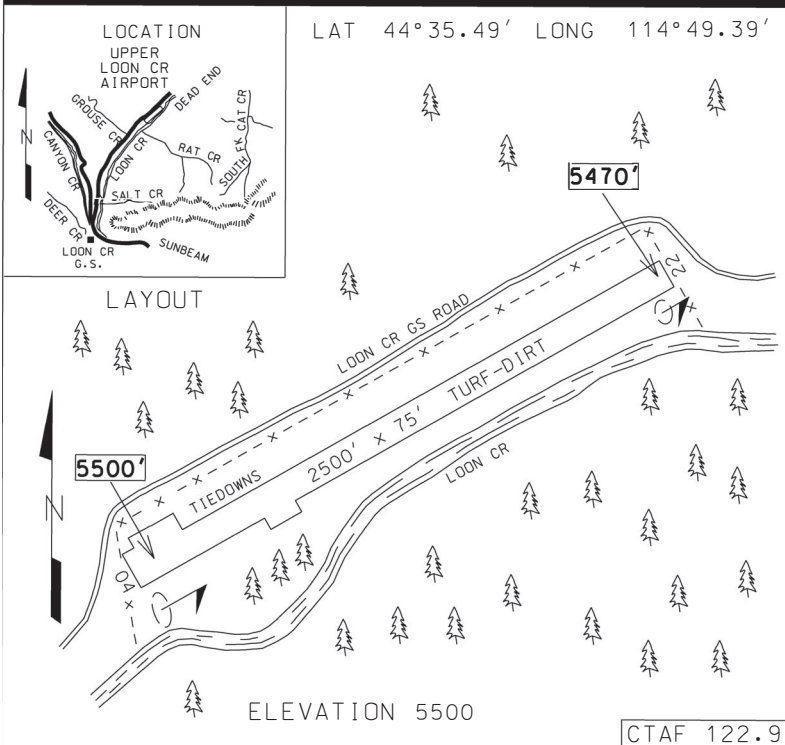 LOCATION
UPPER
LOON CR
AIRPORT
GROUSE CR
DEAD END
N
CANYON CR
LOON CR
RAT CR
SOUTH FK CAT CR
SALT CR
DEER CR
LOON CR
G.S.
SUNBEAM
LAT 44°35.49' LONG 114°49.39'
LAYOUT
5470'
22
LOON CR GS ROAD
2500' x 75' TURF-DIRT
TIEDOWNS
5500'
LOON CR
N
04
ELEVATION 5500
CTAF 122.9